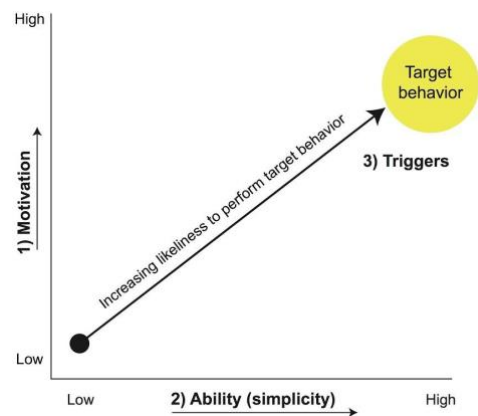 High
Target
behavior
Increasing likeliness to perform target behavior
3) Triggers
1) Motivation
Low
Low
2) Ability (simplicity)
High